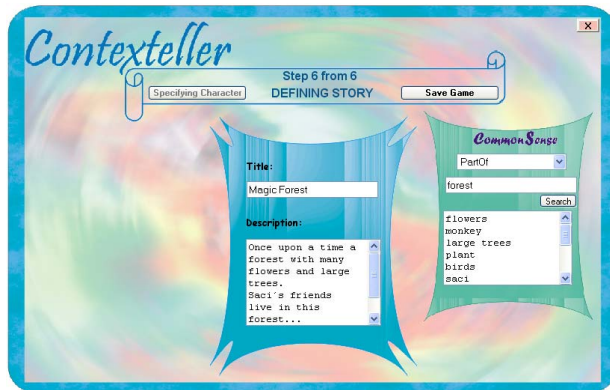 Contexteller
X
Step 6 from 6
Specifying Character
DEFINING STORY
Save Game
Title:
Magic Forest
Description:
Once upon a time a
forest with many
flowers and large
trees.
Saci´s friends
live in this
forest...
CommonSense
PartOf
forest
Search
flowers
monkey
large trees
plant
birds
saci